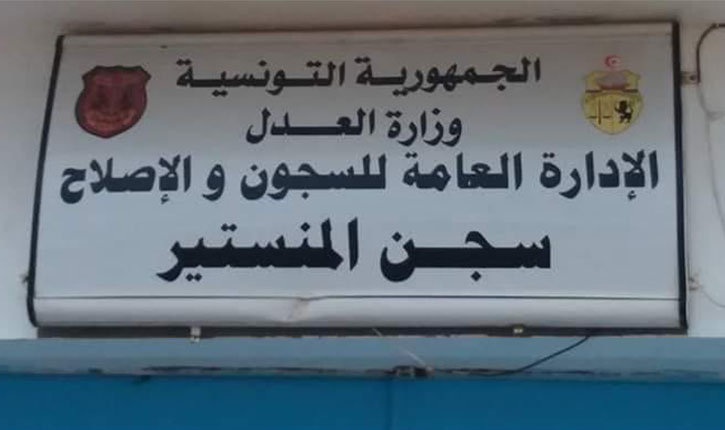 الجمهورية التونسية
وزارة العدل
الإدارة العامة للسجون و الإصلاح
سجن المنستير